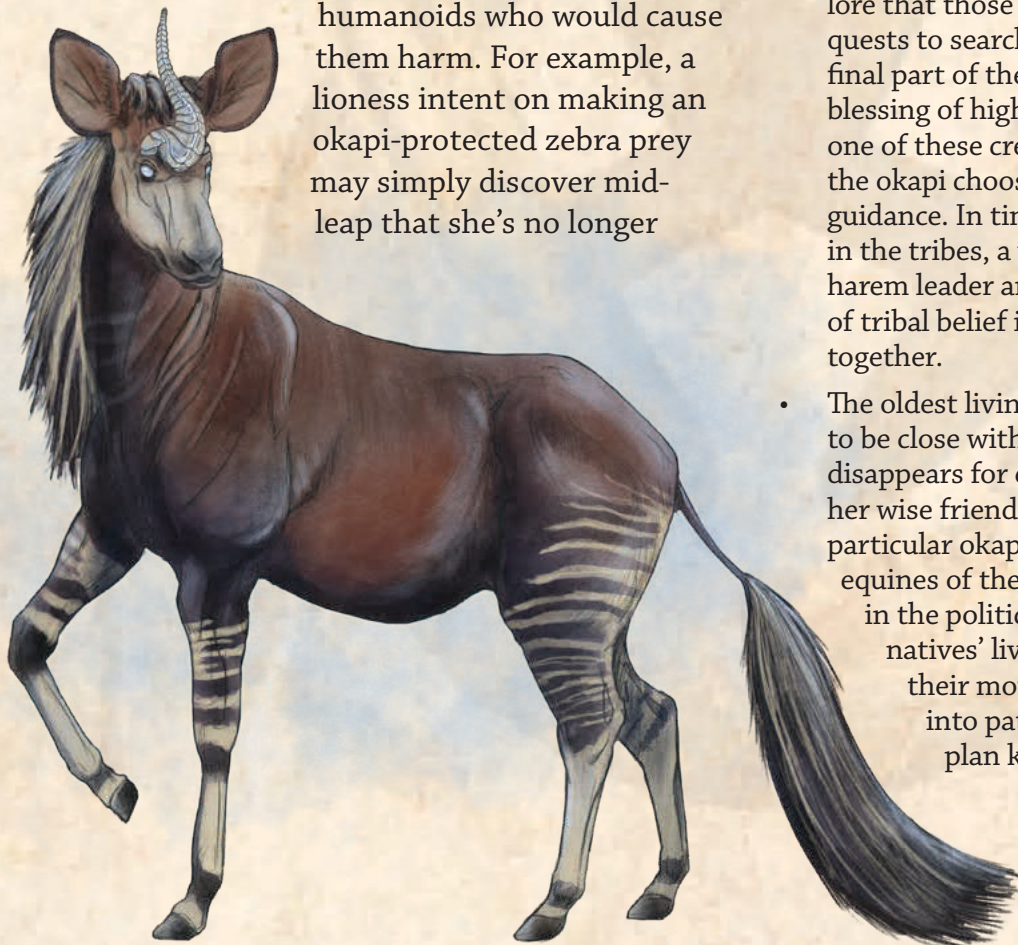 humanoids who would cause
them harm. For example, a
lioness intent on making an
okapi-protected zebra prey
may simply discover mid-
leap that she’s no longer
lore that those
quests to search
final part of the
blessing of high
one of these cre
the okapi choos
guidance. In tin
in the tribes, a
harem leader an
of tribal belief i
together.
• The oldest livin
to be close with
disappears for
her wise friend
particular okap
equines of the
in the politic
natives’ liv
their mo
into pa
plan k